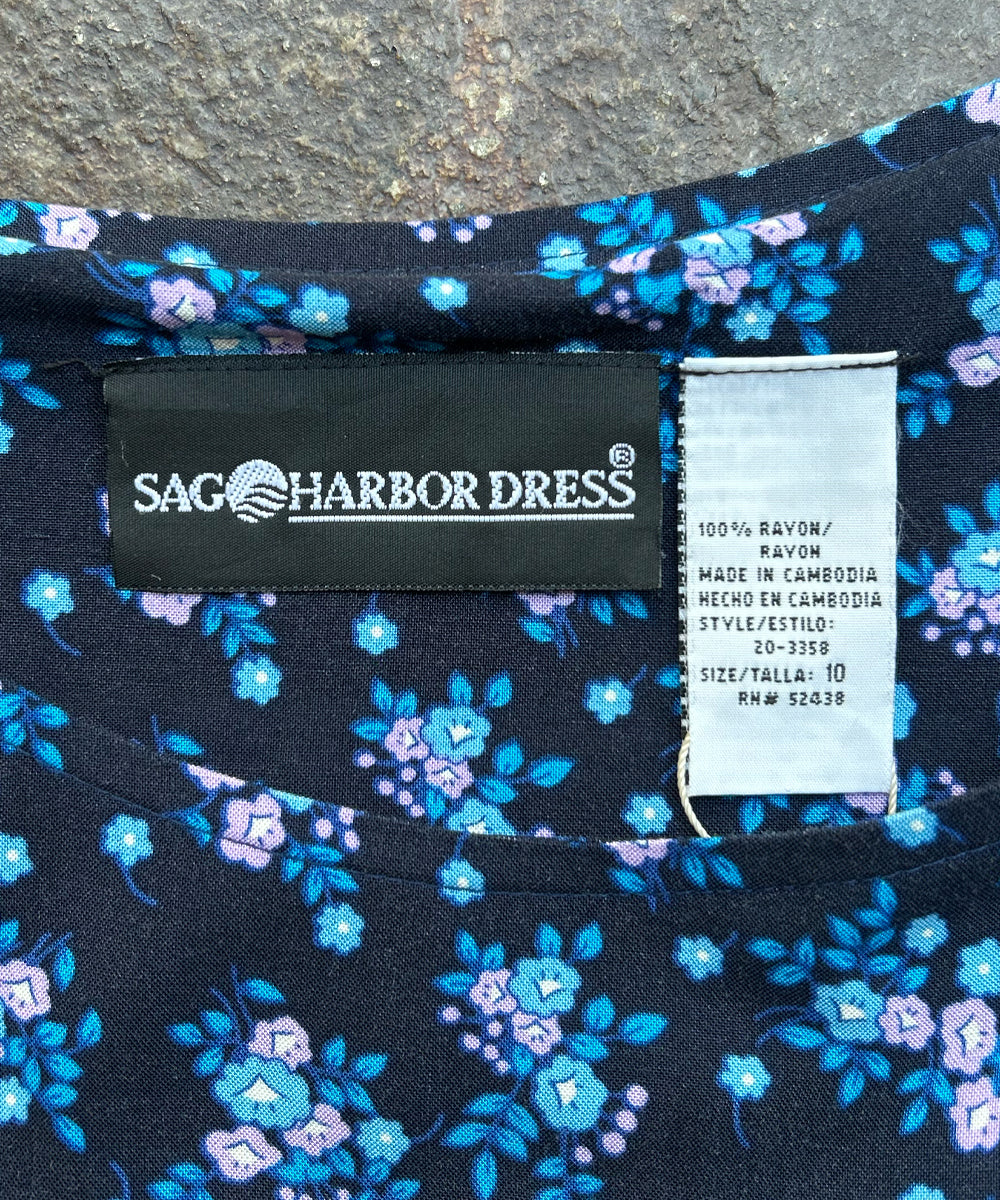 SAG HARBOR DRESS®
100% RAYON/
RAYON
MADE IN CAMBODIA
HECHO EN CAMBODIA
STYLE/ESTILO:
20-3358
SIZE/TALLA: 10
RN# 52438